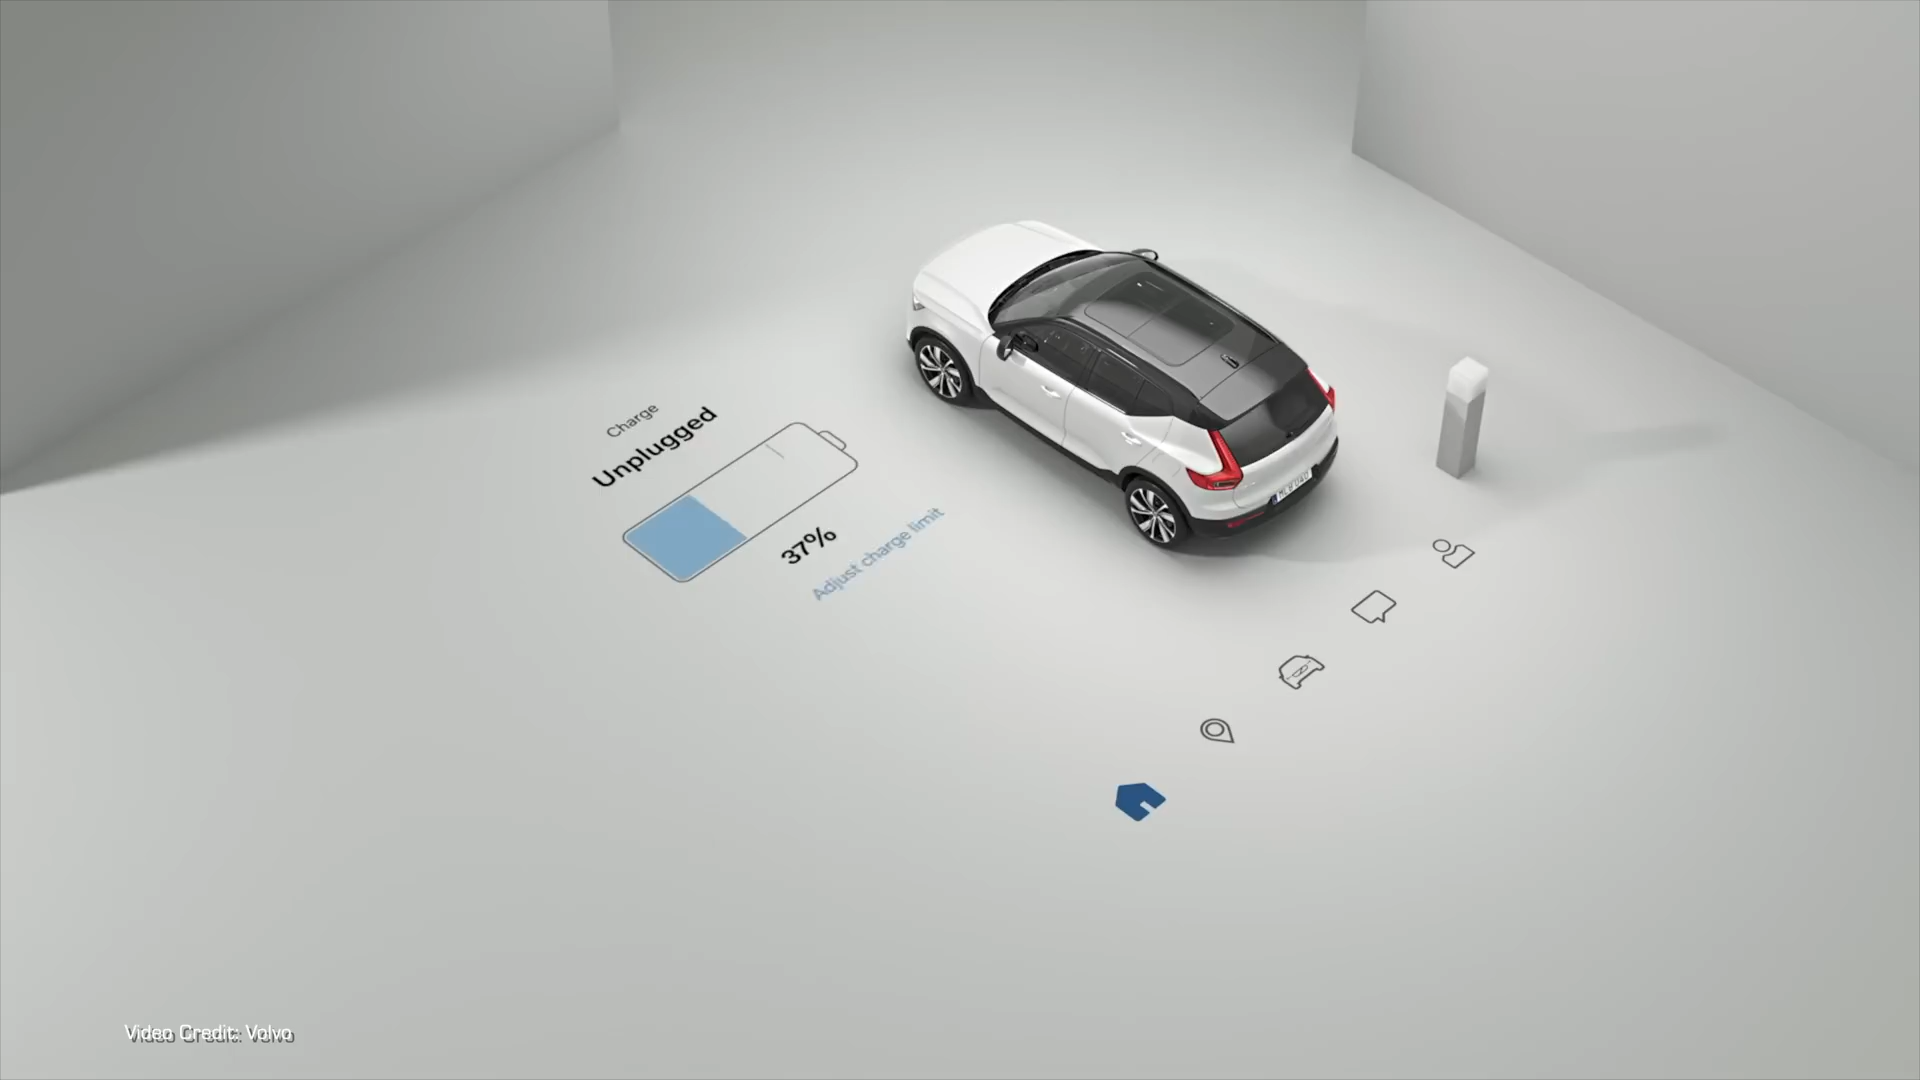 Charge
Unplugged
37%
Adjust charge limit
Video Credit: Volvo